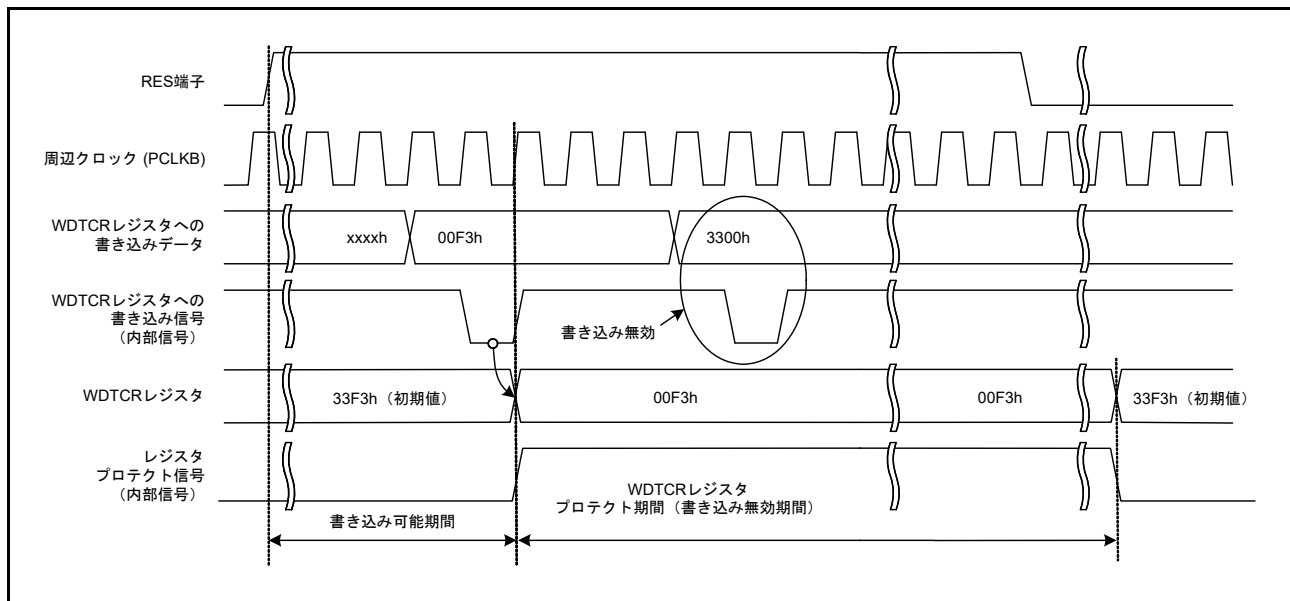 RES端子
周辺クロック (PCLKB)
WDTCRレジスタへの
書き込みデータ
xxxxh
00F3h
3300h
WDTCRレジスタへの
書き込み信号
(内部信号)
書き込み無効
WDTCRレジスタ
33F3h(初期値)
00F3h
00F3h
33F3h(初期値)
レジスタ
プロテクト信号
(内部信号)
WDTCRレジスタ
プロテクト期間(書き込み無効期間)
書き込み可能期間